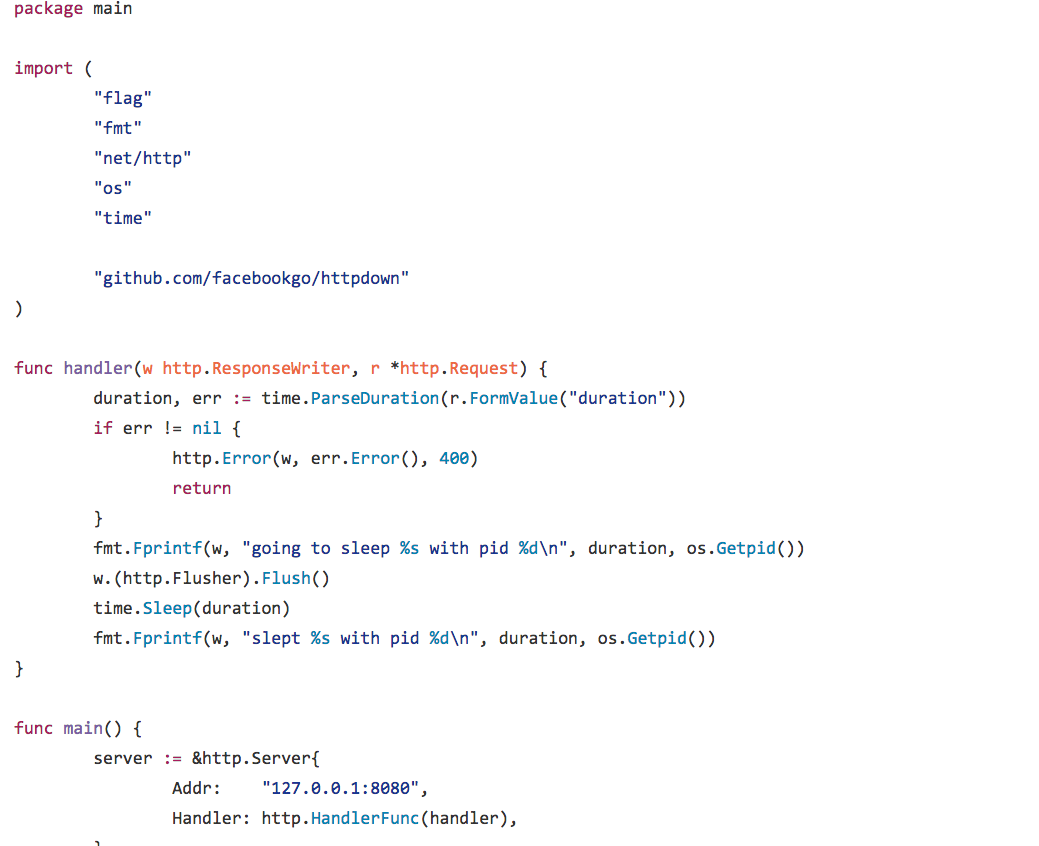 package main
import (
"flag"
"fmt"
"net/http"
"os"
"time"
"github.com/facebookgo/httpdown"
)
func handler(w http.ResponseWriter, r *http.Request) {
duration, err := time.ParseDuration(r.FormValue("duration"))
if err != nil {
http.Error(w, err.Error(), 400)
return
}
fmt.Fprintf(w, "going to sleep %s with pid %d\n", duration, os.Getpid())
w.(http.Flusher).Flush()
time.Sleep(duration)
fmt.Fprintf(w, "slept %s with pid %d\n", duration, os.Getpid())
}
func main() {
server := &http.Server{
Addr:    "127.0.0.1:8080",
Handler: http.HandlerFunc(handler),